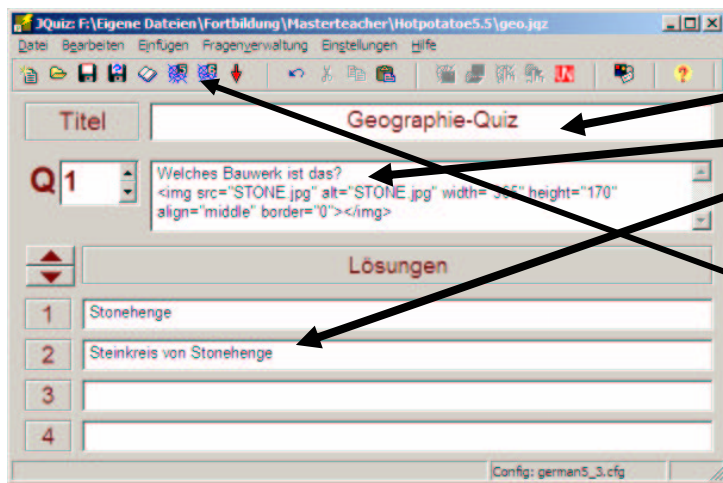 JQuiz: F:\Eigene Dateien\Fortbildung\Masterteacher\Hotpotatoe5.5\geo.jqz
Datei Bearbeiten Einfügen Fragenverwaltung Einstellungen Hilfe
Titel
Geographie-Quiz
Q 1
Welches Bauwerk ist das?
<img src="STONE.jpg" alt="STONE.jpg" width="365" height="170"
align="middle" border="0"></img>
Lösungen
1 Stonehenge
2 Steinkreis von Stonehenge
3
4
Config: german5_3.cfg